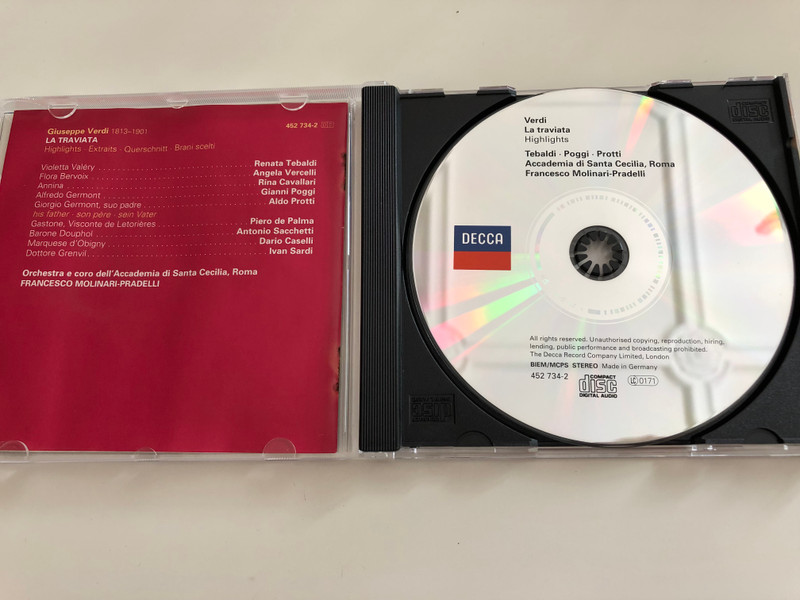 Giuseppe Verdi 1813–1901
452 734-2
LA TRAVIATA
Highlights · Extraits · Querschnitt · Brani scelti
Violetta Valéry Renata Tebaldi
Flora Bervoix Angela Vercelli
Annina Rina Cavallari
Alfredo Germont Gianni Poggi
Giorgio Germont, suo padre Aldo Protti
his father · son père · sein Vater
Gastone, Visconte de Letorières Piero de Palma
Barone Douphol Antonio Sacchetti
Marquese d'Obigny Dario Caselli
Dottore Grenvil Ivan Sardi
Orchestra e coro dell'Accademia di Santa Cecilia, Roma
FRANCESCO MOLINARI-PRADELLI
Verdi
La traviata
Highlights
Tebaldi · Poggi · Protti
Accademia di Santa Cecilia, Roma
Francesco Molinari-Pradelli
DECCA
All rights reserved. Unauthorised copying, reproduction, hiring,
lending, public performance and broadcasting prohibited.
The Decca Record Company Limited, London
BIEM/MCPS STEREO Made in Germany
452 734-2
COMPACT
disc
DIGITAL AUDIO
LC 0171